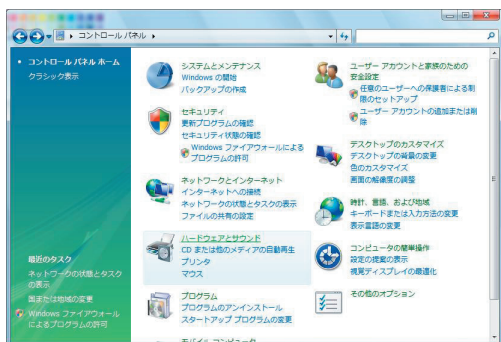 コントロール パネル
コントロール パネル ホーム
クラシック表示
最近のタスク
ネットワークの状態とタスク
の表示
国または地域の変更
Windows ファイアウォール
によるプログラムの許可
システムとメンテナンス
Windows の開始
バックアップの作成
セキュリティ
更新プログラムの確認
セキュリティ状態の確認
Windows ファイアウォールによる
プログラムの許可
ネットワークとインターネット
インターネットへの接続
ネットワークの状態とタスクの表示
ファイルの共有の設定
ハードウェアとサウンド
CD または他のメディアの自動再生
プリンタ
マウス
プログラム
プログラムのアンインストール
スタートアップ プログラムの変更
モバイル コンピュータ
ユーザー アカウントと家族のための
安全設定
任意のユーザーへの保護者による制
限のセットアップ
ユーザー アカウントの追加または削
除
デスクトップのカスタマイズ
デスクトップの背景の変更
色のカスタマイズ
画面の解像度の調整
時計、言語、および地域
キーボードまたは入力方法の変更
表示言語の変更
コンピュータの簡単操作
設定の提案の表示
視覚ディスプレイの最適化
その他のオプション